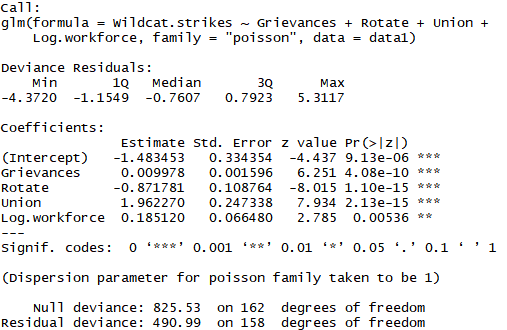 Call:
glm(formula = Wildcat.strikes ~ Grievances + Rotate + Union +
    Log.workforce, family = "poisson", data = data1)

Deviance Residuals:
    Min      1Q  Median      3Q     Max
-4.3720 -1.1549 -0.7607  0.7923  5.3117

Coefficients:
               Estimate Std. Error z value Pr(>|z|)
(Intercept)   -1.483453   0.334354  -4.437 9.13e-06 ***
Grievances     0.009978   0.001596   6.251 4.08e-10 ***
Rotate        -0.871781   0.108764  -8.015 1.10e-15 ***
Union          1.962270   0.247338   7.934 2.13e-15 ***
Log.workforce  0.185120   0.066480   2.785  0.00536 **
---
Signif. codes:  0 ‘***’ 0.001 ‘**’ 0.01 ‘*’ 0.05 ‘.’ 0.1 ‘ ’ 1

(Dispersion parameter for poisson family taken to be 1)

    Null deviance: 825.53  on 162  degrees of freedom
Residual deviance: 490.99  on 158  degrees of freedom